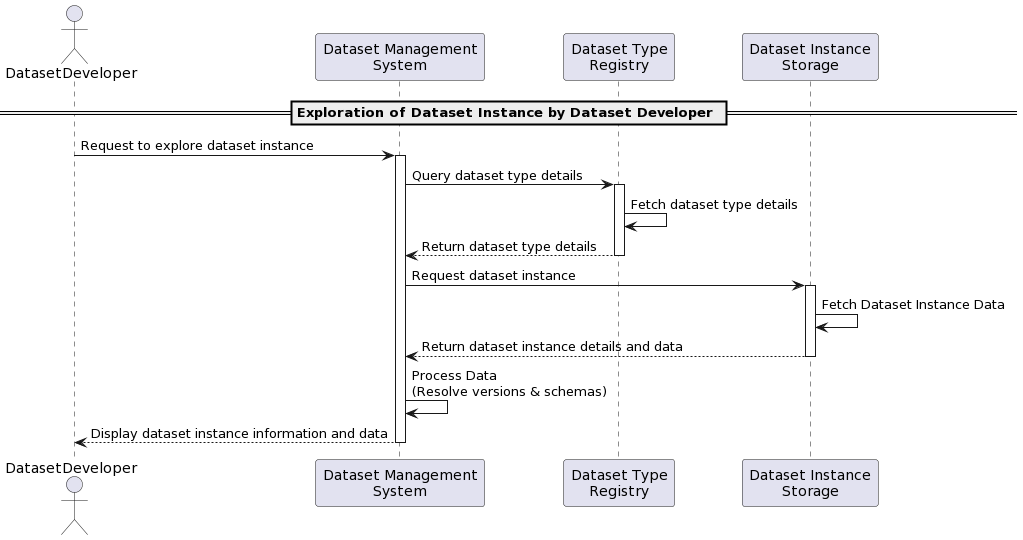 DatasetDeveloper
Dataset Management
System
Dataset Type
Registry
Dataset Instance
Storage
Exploration of Dataset Instance by Dataset Developer
Request to explore dataset instance
Query dataset type details
Fetch dataset type details
Return dataset type details
Request dataset instance
Fetch Dataset Instance Data
Return dataset instance details and data
Process Data
(Resolve versions & schemas)
Display dataset instance information and data
DatasetDeveloper
Dataset Management
System
Dataset Type
Registry
Dataset Instance
Storage